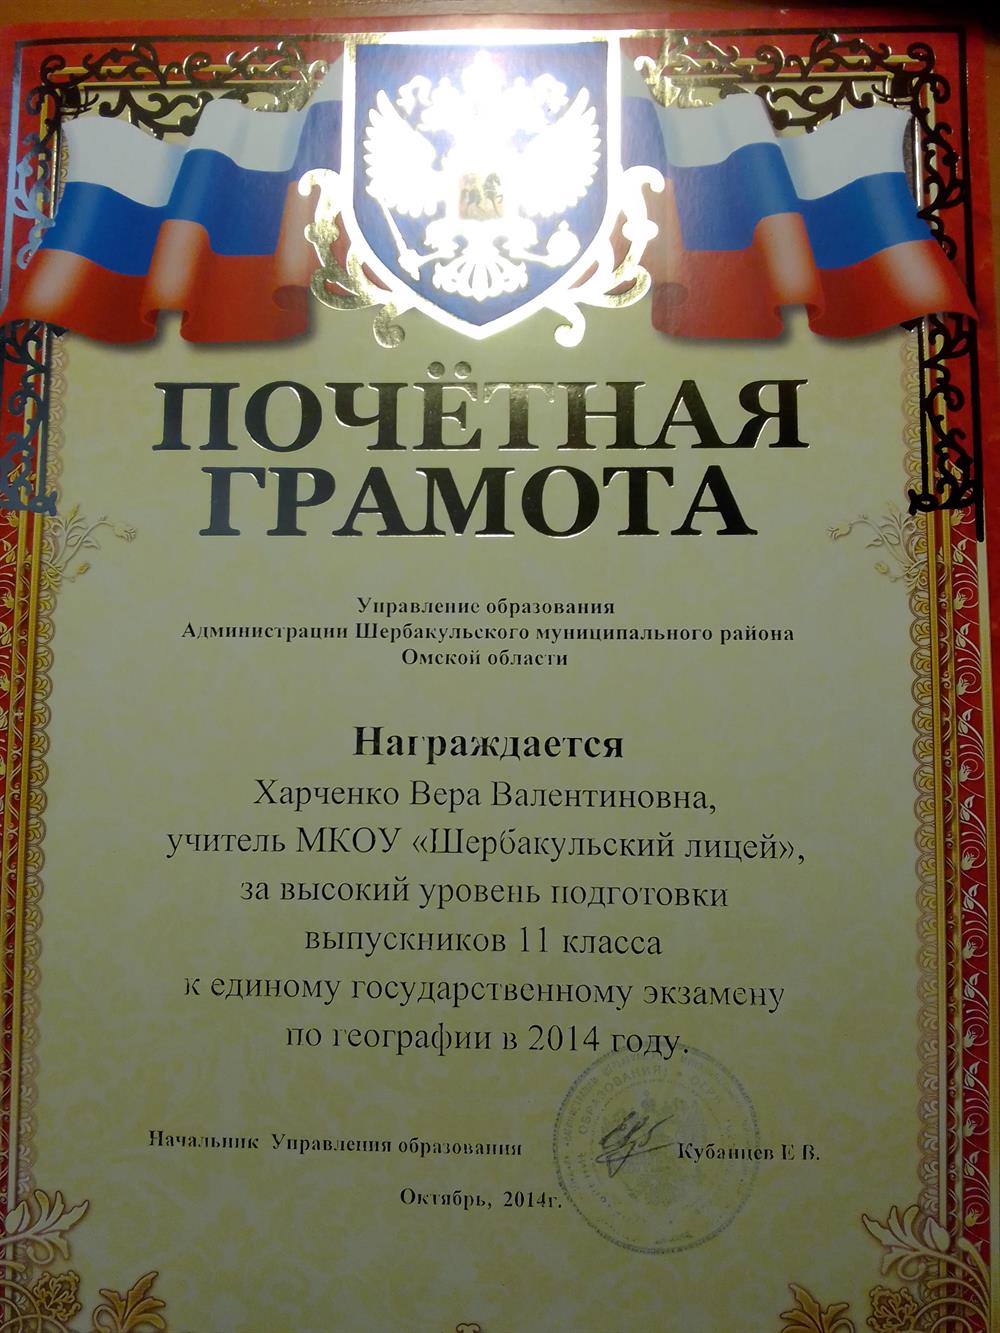 ПОЧЁТНАЯ
ГРАМОТА
Управление образования
Администрации Шербакульского муниципального района
Омской области
Награждается
Харченко Вера Валентиновна,
учитель МКОУ «Шербакульский лицей»,
за высокий уровень подготовки
выпускников 11 класса
к единому государственному экзамену
по географии в 2014 году.
Начальник Управления образования
Кубанцев Е В.
Октябрь, 2014г.
ОБРАЗОВАНИЯ